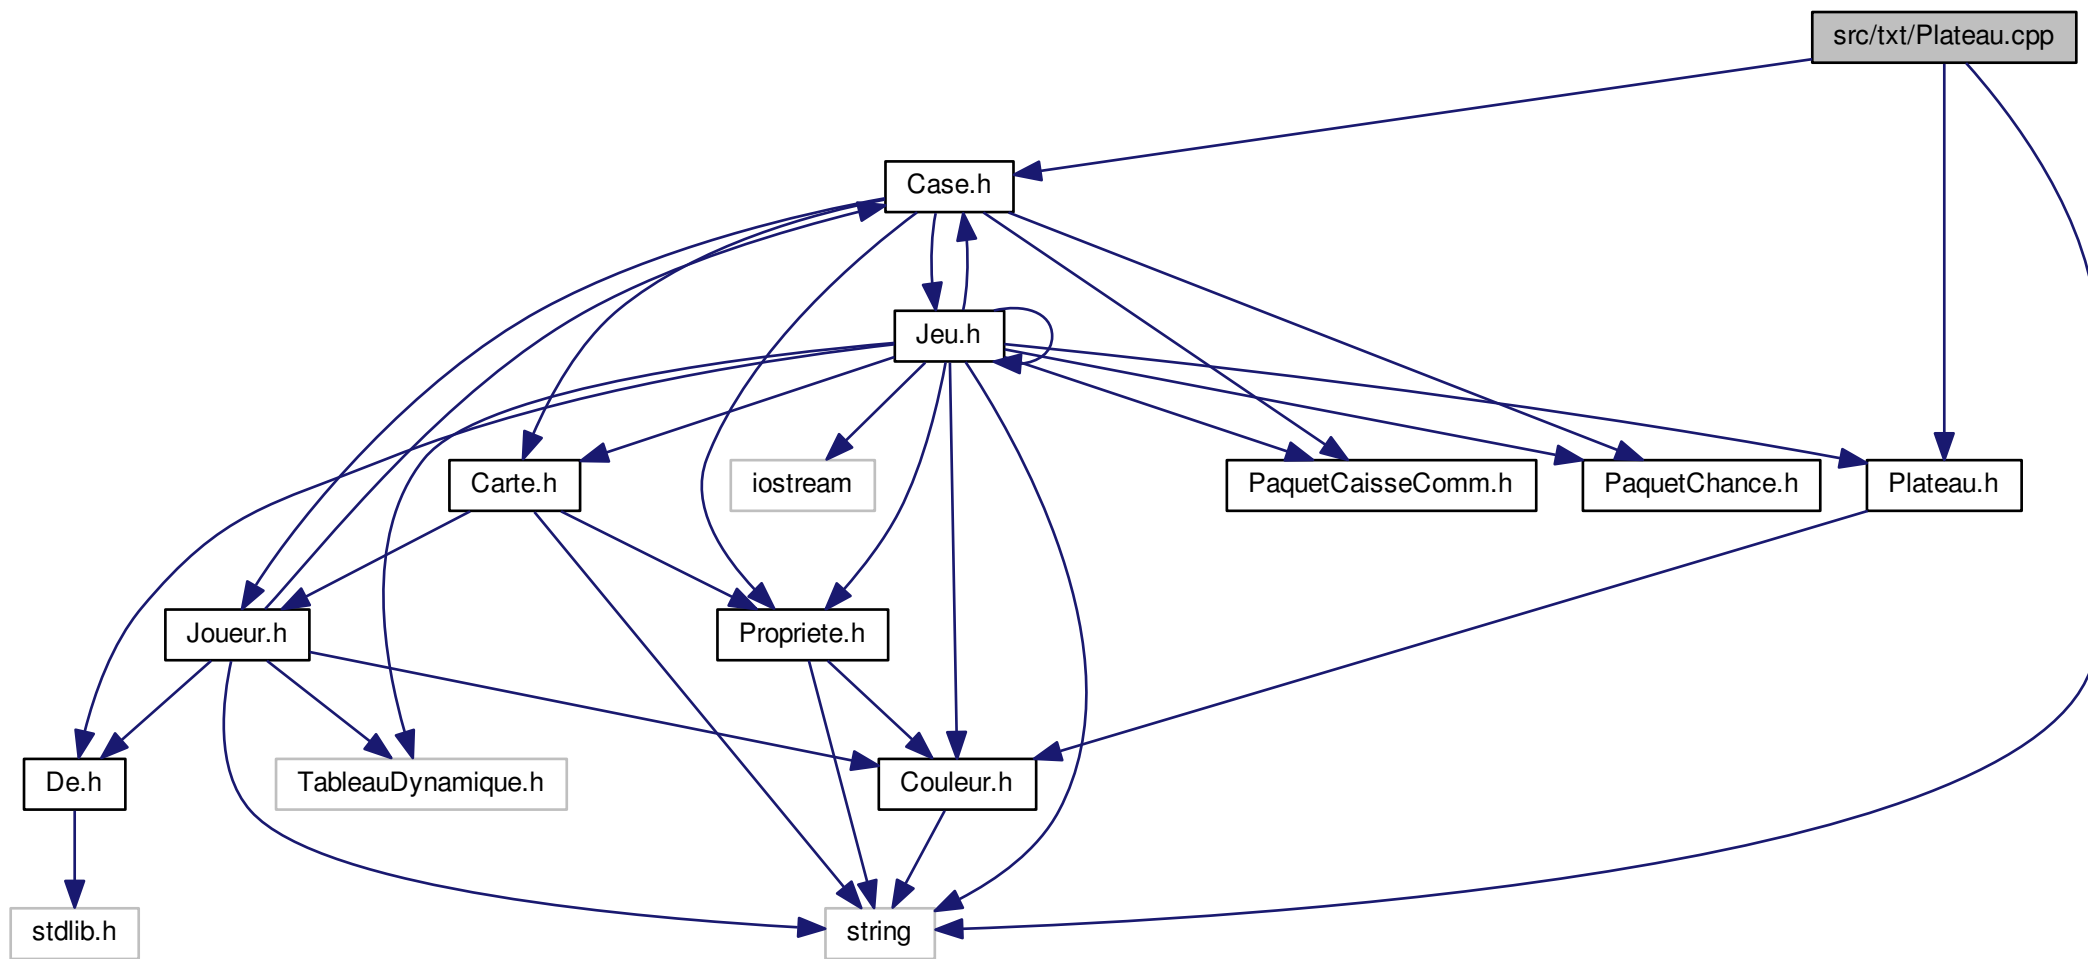 src/txt/Plateau.cpp
Case.h
Jeu.h
Carte.h
iostream
PaquetCaisseComm.h
PaquetChance.h
Plateau.h
Joueur.h
Propriete.h
De.h
TableauDynamique.h
Couleur.h
stdlib.h
string